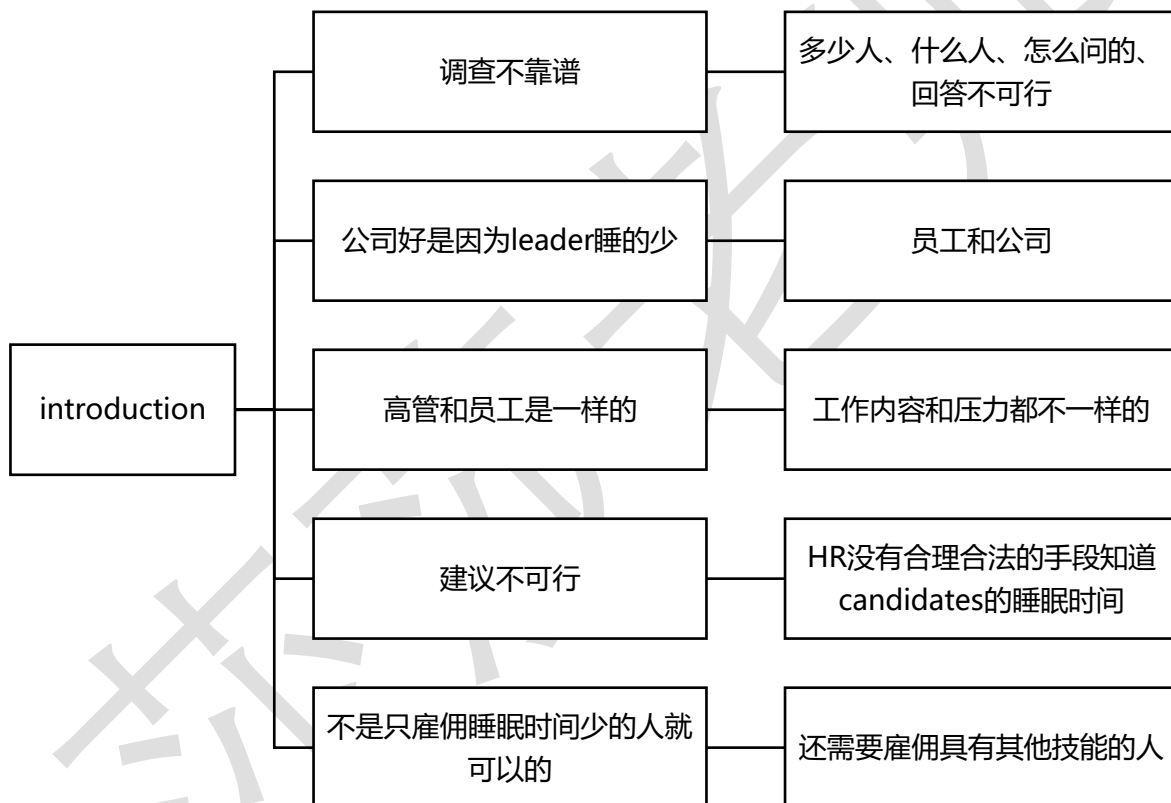 调查不靠谱
多少人、什么人、怎么问的、
回答不可行
公司好是因为leader睡的少
员工和公司
introduction
高管和员工是一样的
工作内容和压力都不一样的
建议不可行
HR没有合理合法的手段知道
candidates的睡眠时间
不是只雇佣睡眠时间少的人就
可以的
还需要雇佣具有其他技能的人